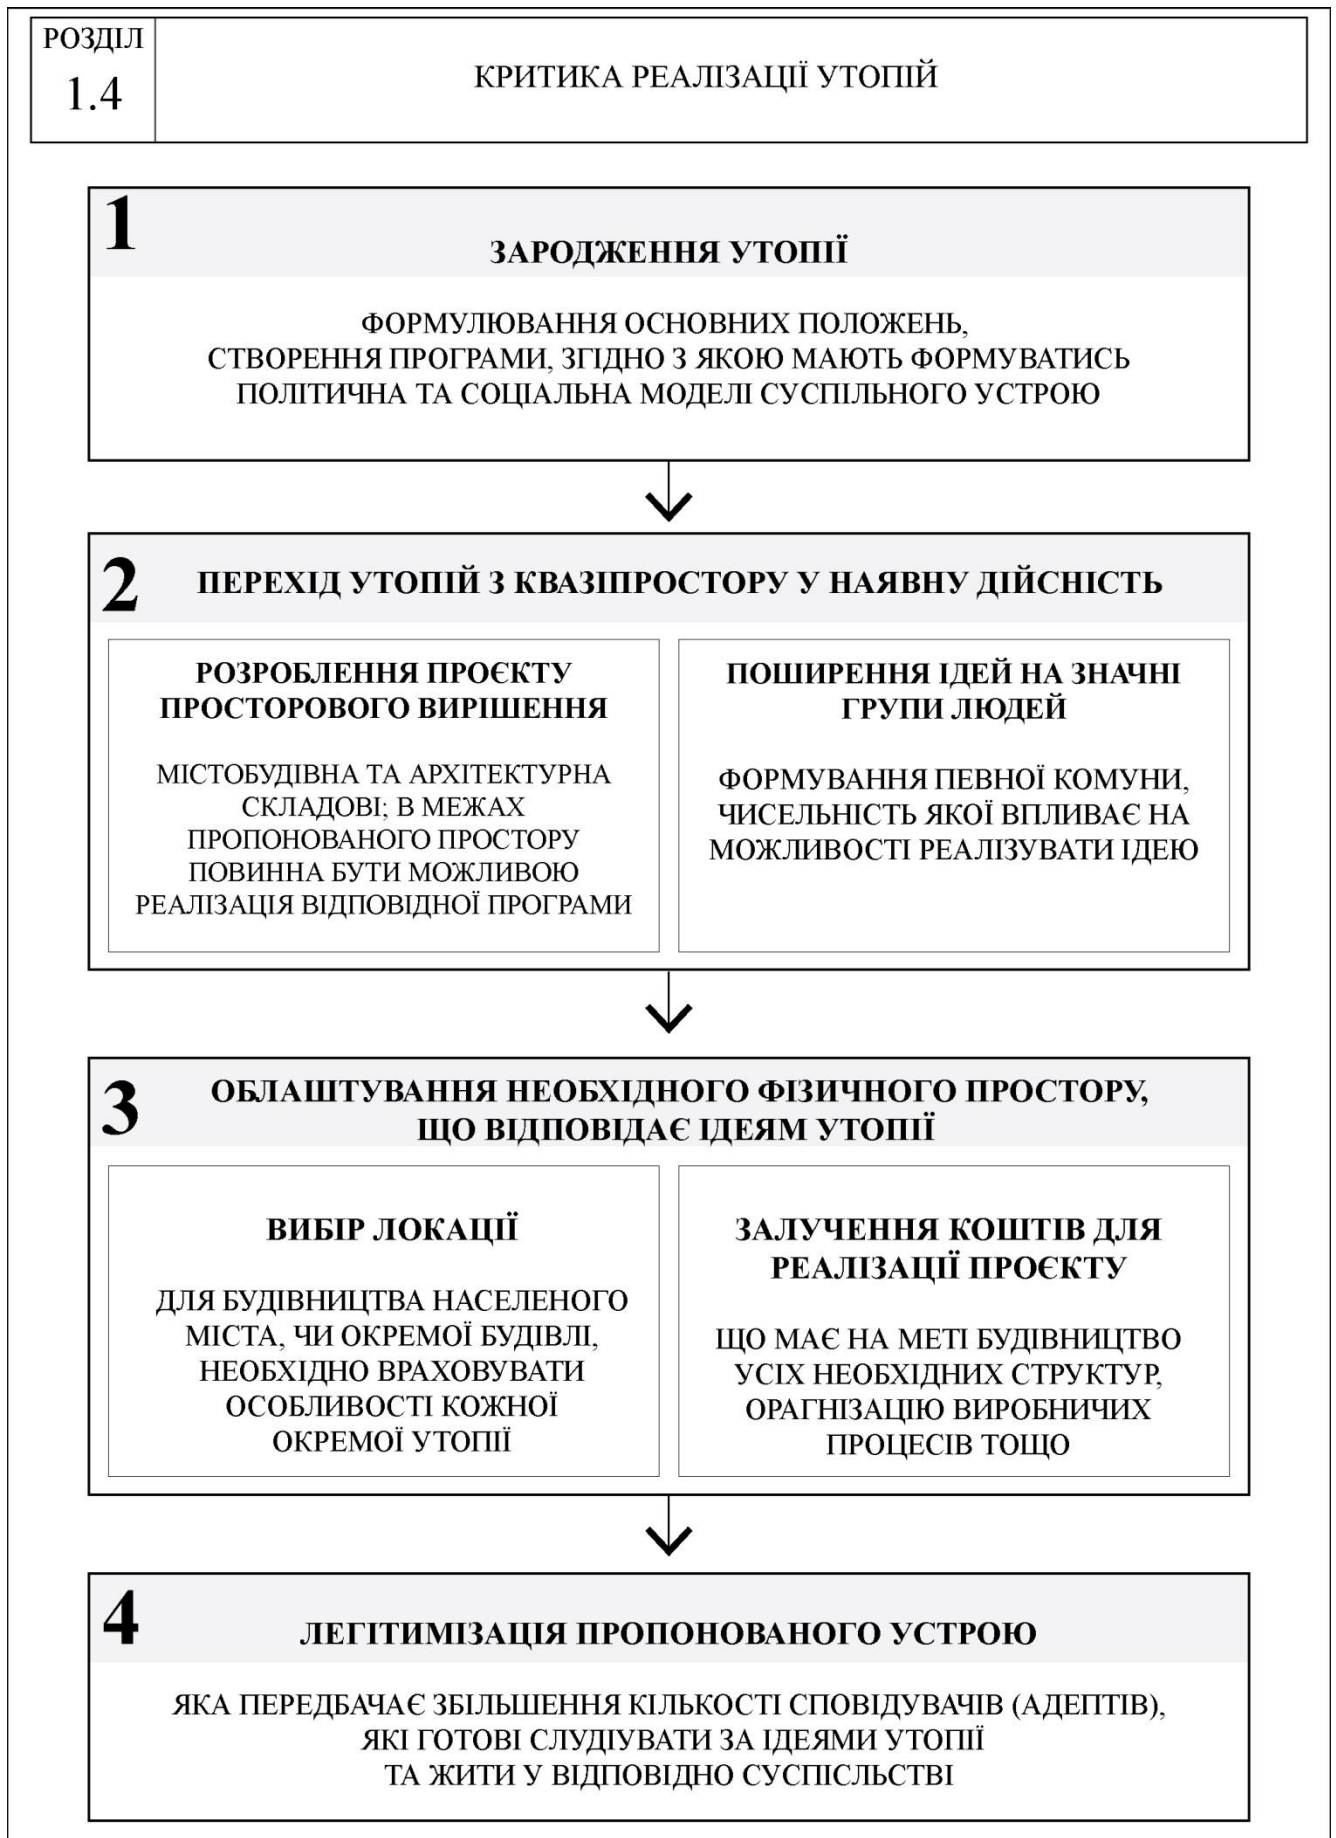 РОЗДІЛ
1.4
КРИТИКА РЕАЛІЗАЦІЇ УТОПІЙ
1
ЗАРОДЖЕННЯ УТОПІЇ
ФОРМУЛЮВАННЯ ОСНОВНИХ ПОЛОЖЕНЬ,
СТВОРЕННЯ ПРОГРАМИ, ЗГІДНО З ЯКОЮ МАЮТЬ ФОРМУВАТИСЬ
ПОЛІТИЧНА ТА СОЦІАЛЬНА МОДЕЛІ СУСПІЛЬНОГО УСТРОЮ
2
ПЕРЕХІД УТОПІЙ З КВАЗІПРОСТОРУ У НАЯВНУ ДІЙСНІСТЬ
РОЗРОБЛЕННЯ ПРОЄКТУ
ПРОСТОРОВОГО ВИРІШЕННЯ
МІСТОБУДІВНА ТА АРХІТЕКТУРНА
СКЛАДОВІ; В МЕЖАХ
ПРОПОНОВАНОГО ПРОСТОРУ
ПОВИННА БУТИ МОЖЛИВОЮ
РЕАЛІЗАЦІЯ ВІДПОВІДНОЇ ПРОГРАМИ
ПОШИРЕННЯ ІДЕЙ НА ЗНАЧНІ
ГРУПИ ЛЮДЕЙ
ФОРМУВАННЯ ПЕВНОЇ КОМУНИ,
ЧИСЕЛЬНІСТЬ ЯКОЇ ВПЛИВАЄ НА
МОЖЛИВОСТІ РЕАЛІЗУВАТИ ІДЕЮ
3
ОБЛАШТУВАННЯ НЕОБХІДНОГО ФІЗИЧНОГО ПРОСТОРУ,
ЩО ВІДПОВІДАЄ ІДЕЯМ УТОПІЇ
ВИБІР ЛОКАЦІЇ
ДЛЯ БУДІВНИЦТВА НАСЕЛЕНОГО
МІСТА, ЧИ ОКРЕМОЇ БУДІВЛІ,
НЕОБХІДНО ВРАХОВУВАТИ
ОСОБЛИВОСТІ КОЖНОЇ
ОКРЕМОЇ УТОПІЇ
ЗАЛУЧЕННЯ КОШТІВ ДЛЯ
РЕАЛІЗАЦІЇ ПРОЄКТУ
ЩО МАЄ НА МЕТІ БУДІВНИЦТВО
УСІХ НЕОБХІДНИХ СТРУКТУР,
ОРАГНІЗАЦІЮ ВИРОБНИЧИХ
ПРОЦЕСІВ ТОЩО
4
ЛЕГІТИМІЗАЦІЯ ПРОПОНОВАНОГО УСТРОЮ
ЯКА ПЕРЕДБАЧАЄ ЗБІЛЬШЕННЯ КІЛЬКОСТІ СПОВІДУВАЧІВ (АДЕПТІВ),
ЯКІ ГОТОВІ СЛУДІУВАТИ ЗА ІДЕЯМИ УТОПІЇ
ТА ЖИТИ У ВІДПОВІДНО СУСПІСЛЬСТВІ